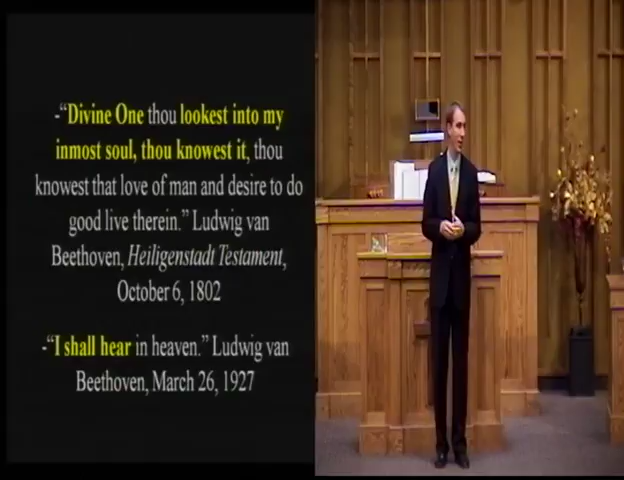 -“Divine One thou lookest into my
inmost soul, thou knowest it, thou
knowest that love of man and desire to do
good live therein.” Ludwig van
Beethoven, Heiligenstadt Testament,
October 6, 1802
-“I shall hear in heaven.” Ludwig van
Beethoven, March 26, 1927